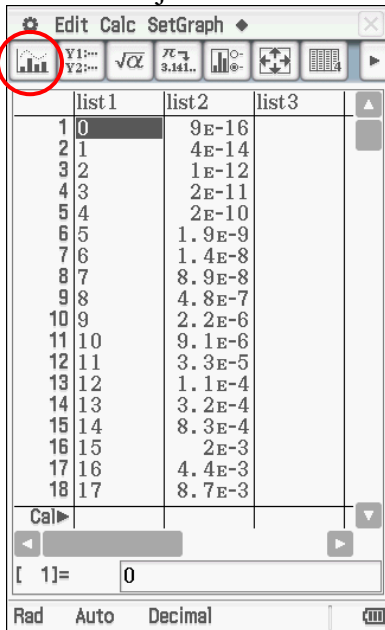 Edit Calc SetGraph
Y1:··· Y2:··· √α π 3.141.. 4
list1 list2 list3
1 0 9E-16
2 1 4E-14
3 2 1E-12
4 3 2E-11
5 4 2E-10
6 5 1.9E-9
7 6 1.4E-8
8 7 8.9E-8
9 8 4.8E-7
10 9 2.2E-6
11 10 9.1E-6
12 11 3.3E-5
13 12 1.1E-4
14 13 3.2E-4
15 14 8.3E-4
16 15 2E-3
17 16 4.4E-3
18 17 8.7E-3
Cal▶
[ 1]= 0
Rad Auto Decimal